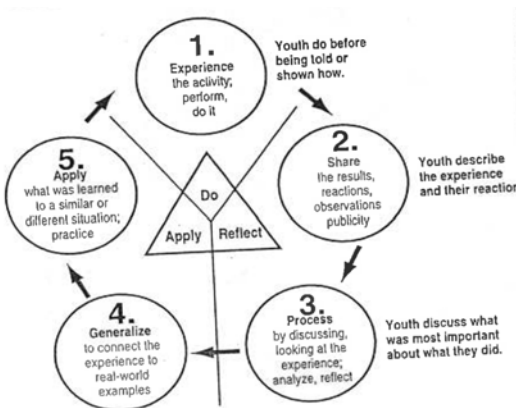 1.
Experience
the activity;
perform,
do it
Youth do before
being told or
shown how.
2.
Share
the results,
reactions,
observations
publicity
Youth describe
the experience
and their reaction
3.
Process
by discussing,
looking at the
experience;
analyze, reflect
Youth discuss what
was most important
about what they did.
4.
Generalize
to connect the
experience to
real-world
examples
5.
Apply
what was learned
to a similar or
different situation;
practice
Do
Apply
Reflect